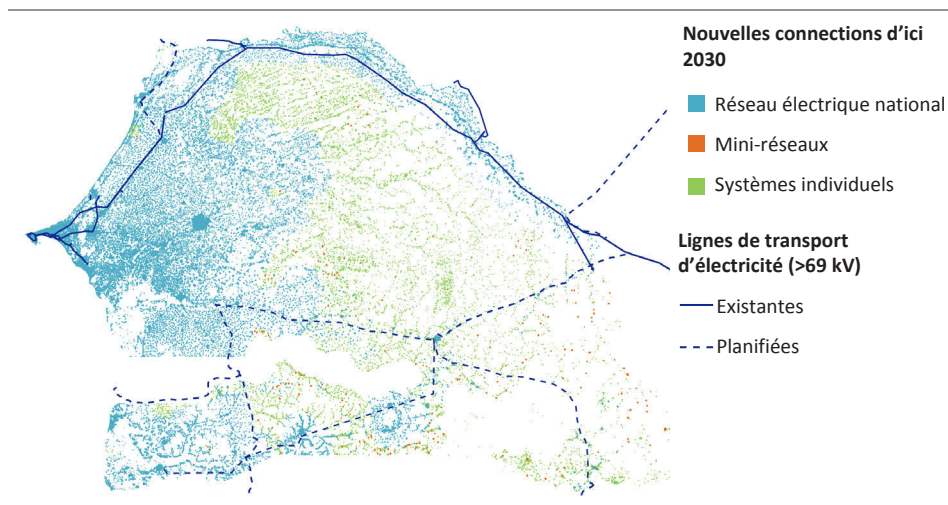 Nouvelles connections d'ici
2030
Réseau électrique national
Mini-réseaux
Systèmes individuels
Lignes de transport
d'électricité (>69 kV)
Existantes
Planifiées